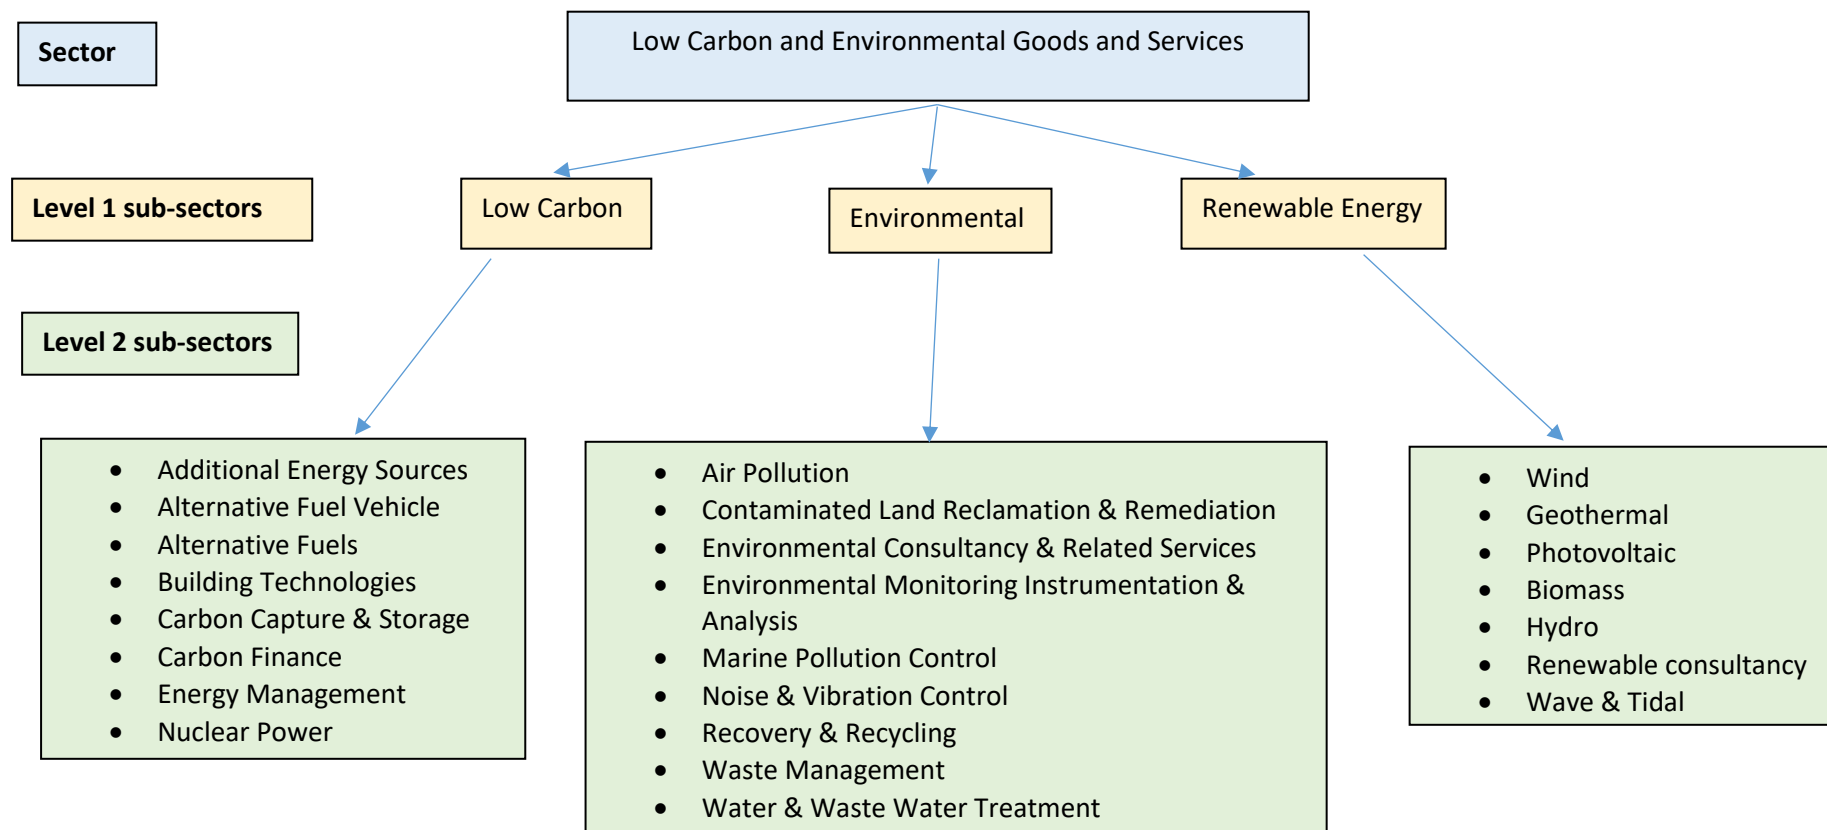 Sector
Low Carbon and Environmental Goods and Services
Level 1 sub-sectors
Low Carbon
Environmental
Renewable Energy
Level 2 sub-sectors
• Additional Energy Sources
• Alternative Fuel Vehicle
• Alternative Fuels
• Building Technologies
• Carbon Capture & Storage
• Carbon Finance
• Energy Management
• Nuclear Power
• Air Pollution
• Contaminated Land Reclamation & Remediation
• Environmental Consultancy & Related Services
• Environmental Monitoring Instrumentation &
Analysis
• Marine Pollution Control
• Noise & Vibration Control
• Recovery & Recycling
• Waste Management
• Water & Waste Water Treatment
• Wind
• Geothermal
• Photovoltaic
• Biomass
• Hydro
• Renewable consultancy
• Wave & Tidal